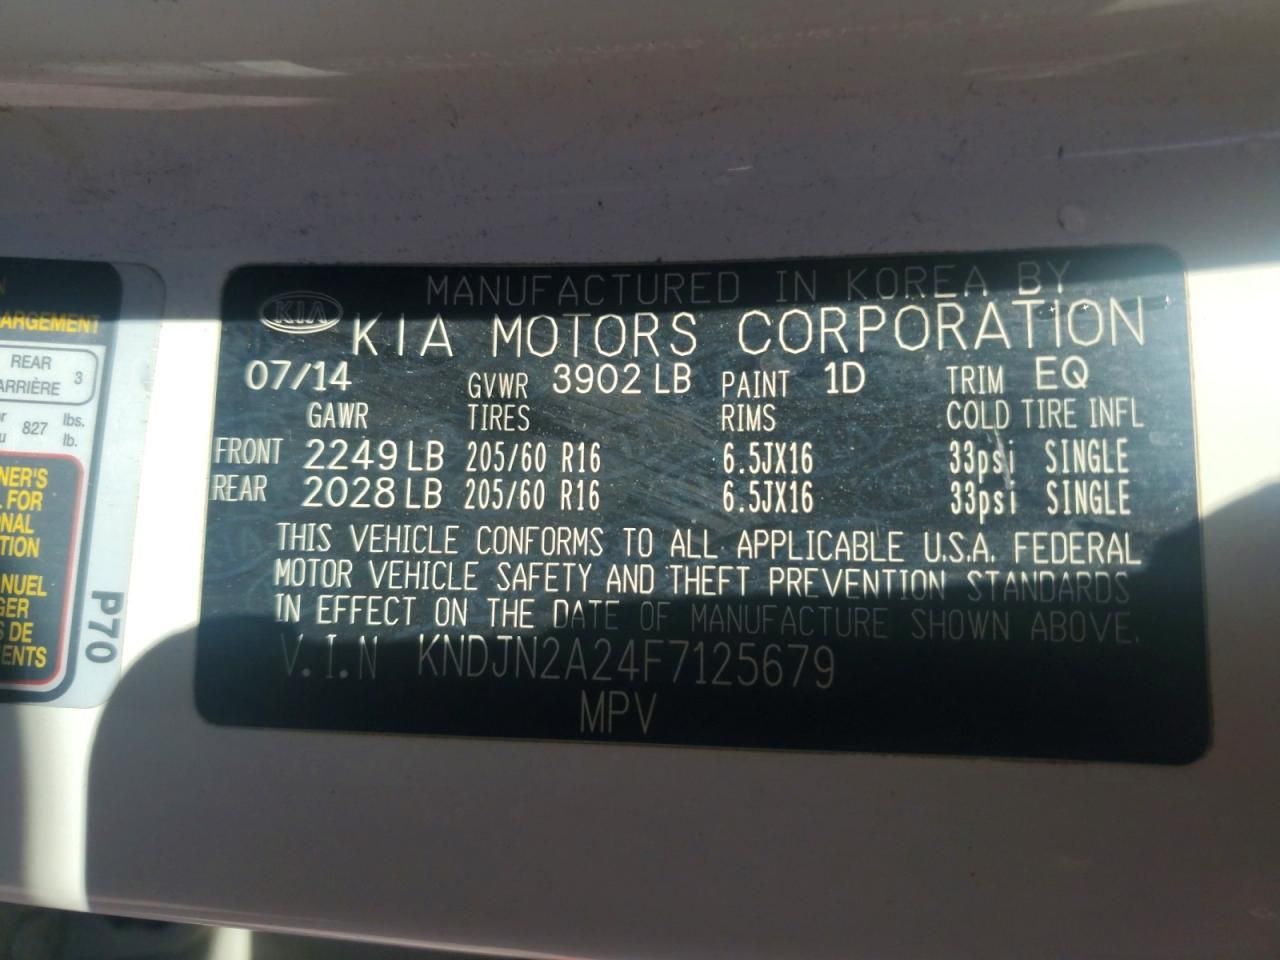 MANUFACTURED IN KOREA BY
KIA
KIA MOTORS CORPORATION
07/14 GVWR 3902 LB PAINT 1D TRIM EQ
GAWR TIRES RIMS COLD TIRE INFL
FRONT 2249 LB 205/60 R16 6.5JX16 33psi SINGLE
REAR 2028 LB 205/60 R16 6.5JX16 33psi SINGLE
THIS VEHICLE CONFORMS TO ALL APPLICABLE U.S.A. FEDERAL
MOTOR VEHICLE SAFETY AND THEFT PREVENTION STANDARDS
IN EFFECT ON THE DATE OF MANUFACTURE SHOWN ABOVE.
V.I.N KNDJN2A24F7125679
MPV
REAR
ARRIÈRE 3
827 lbs.
lb.
P70